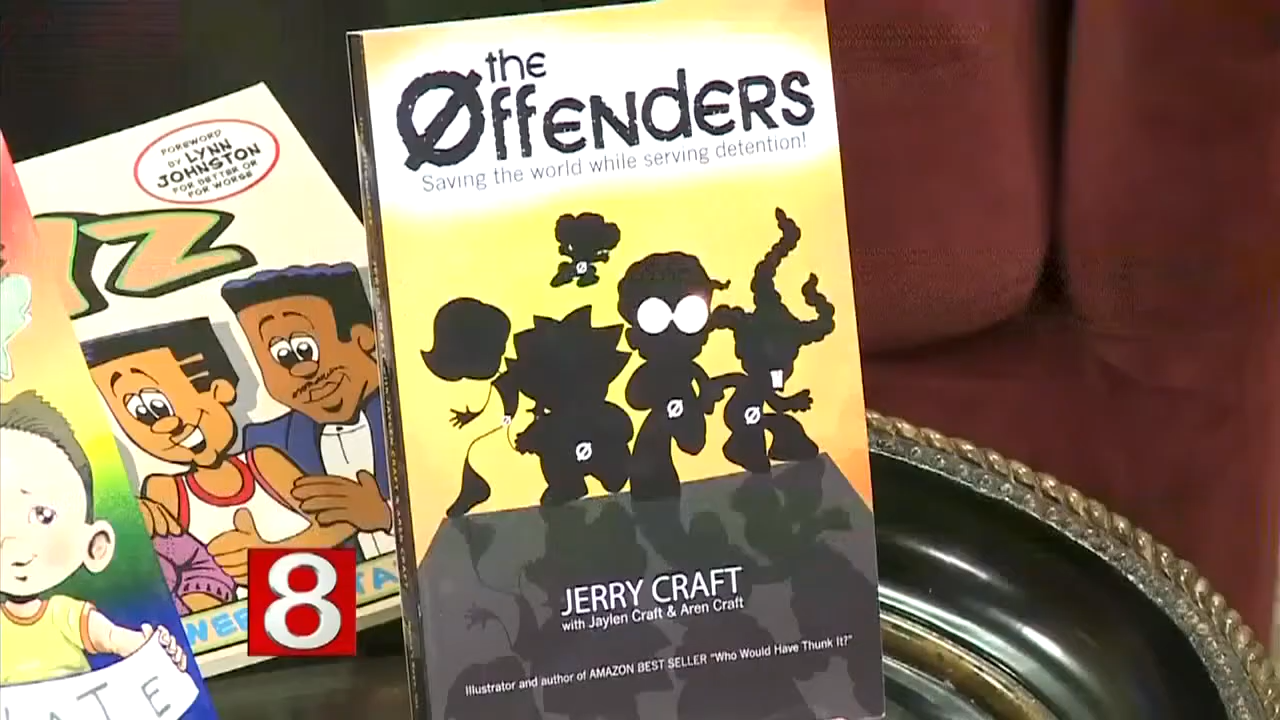 the
Øffenders
Saving the world while serving detention!
JERRY CRAFT
with Jaylen Craft & Aren Craft
Illustrator and author of AMAZON BEST SELLER "Who Would Have Thunk It?"
FOREWORD
BY LYNN
JOHNSTON
FOR BETTER OR
FOR WORSE
Z
8
ATE